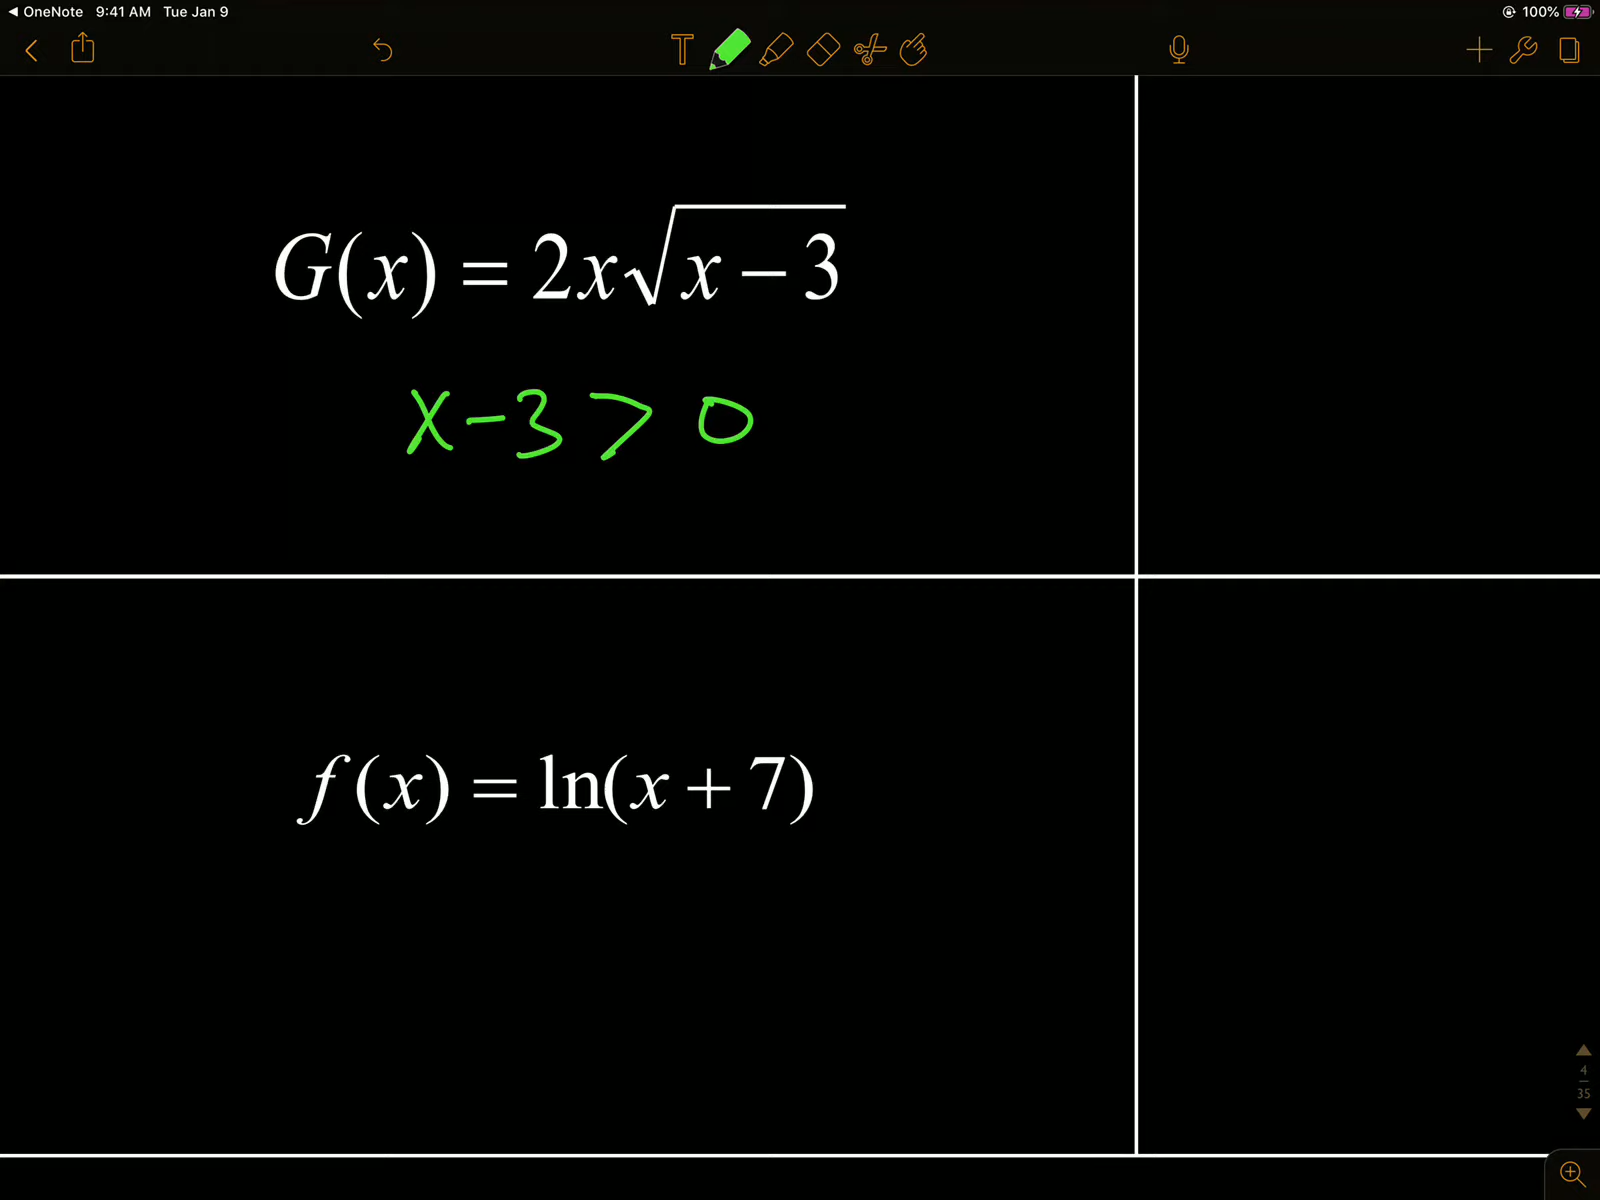 ◀ OneNote 9:41 AM Tue Jan 9 100%
T
G(x) = 2x√(x − 3)
x - 3 > 0
f(x) = ln(x + 7)
4
35